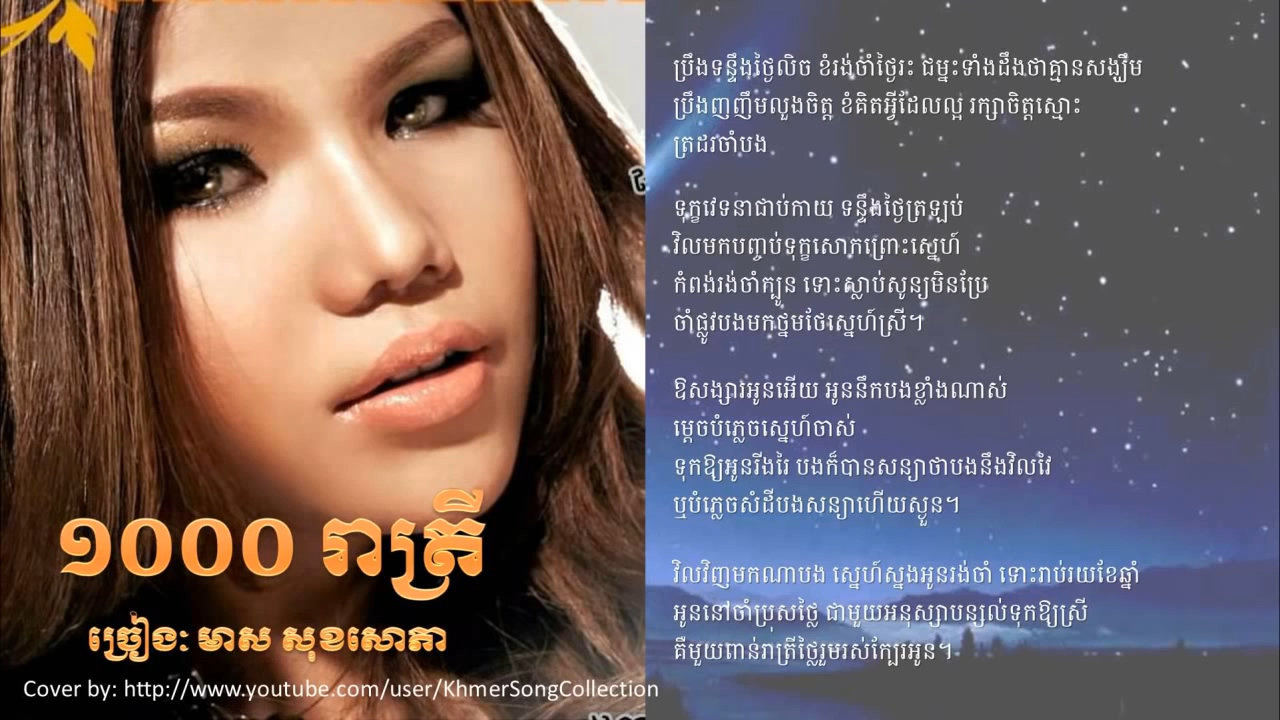 ១០០០ រាត្រី
ច្រៀង: មាស សុខសោភា
Cover by: http://www.youtube.com/user/KhmerSongCollection
ប្រឹងទន្ទឹងថ្ងៃលិច ខំរង់ចាំថ្ងៃរះ ជម្នះទាំងដឹងថាគ្មានសង្ឃឹម
ប្រឹងញញឹមលួងចិត្ត ខំគិតអ្វីដែលល្អ រក្សាចិត្តស្មោះ
ត្រដរចាំបង
ទុក្ខវេទនាជាប់កាយ ទន្ទឹងថ្ងៃត្រឡប់
វិលមកបញ្ចប់ទុក្ខសោកព្រោះស្នេហ៍
កំពង់រង់ចាំក្បួន ទោះស្លាប់សូន្យមិនប្រែ
ចាំផ្លូវបងមកថ្នមថែស្នេហ៍ស្រី។
ឱសង្សារអូនអើយ អូននឹកបងខ្លាំងណាស់
ម្ដេចបំភ្លេចស្នេហ៍ចាស់
ទុកឱ្យអូនរីងរៃ បងក៏បានសន្យាថាបងនឹងវិលវៃ
ឬបំភ្លេចសំដីបងសន្យាហើយស្ងួន។
វិលវិញមកណាបង ស្នេហ៍ស្នងអូនរង់ចាំ ទោះរាប់រយខែឆ្នាំ
អូននៅចាំប្រុសថ្លៃ ជាមួយអនុស្សាបន្សល់ទុកឱ្យស្រី
គឺមួយពាន់រាត្រីថ្លៃរួមរស់ក្បែរអូន។